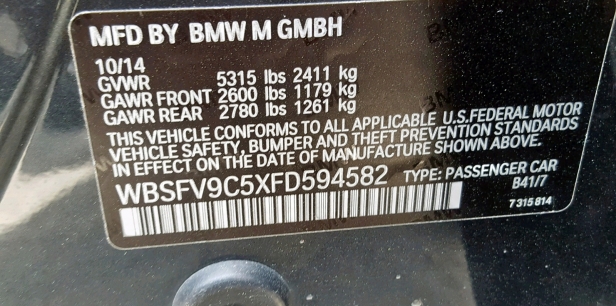 MFD BY BMW M GMBH
10/14
GVWR 5315 lbs 2411 kg
GAWR FRONT 2600 lbs 1179 kg
GAWR REAR 2780 lbs 1261 kg
THIS VEHICLE CONFORMS TO ALL APPLICABLE U.S.FEDERAL MOTOR
VEHICLE SAFETY, BUMPER AND THEFT PREVENTION STANDARDS
IN EFFECT ON THE DATE OF MANUFACTURE SHOWN ABOVE.
WBSFV9C5XFD594582 TYPE: PASSENGER CAR
B41/7
7 315 814